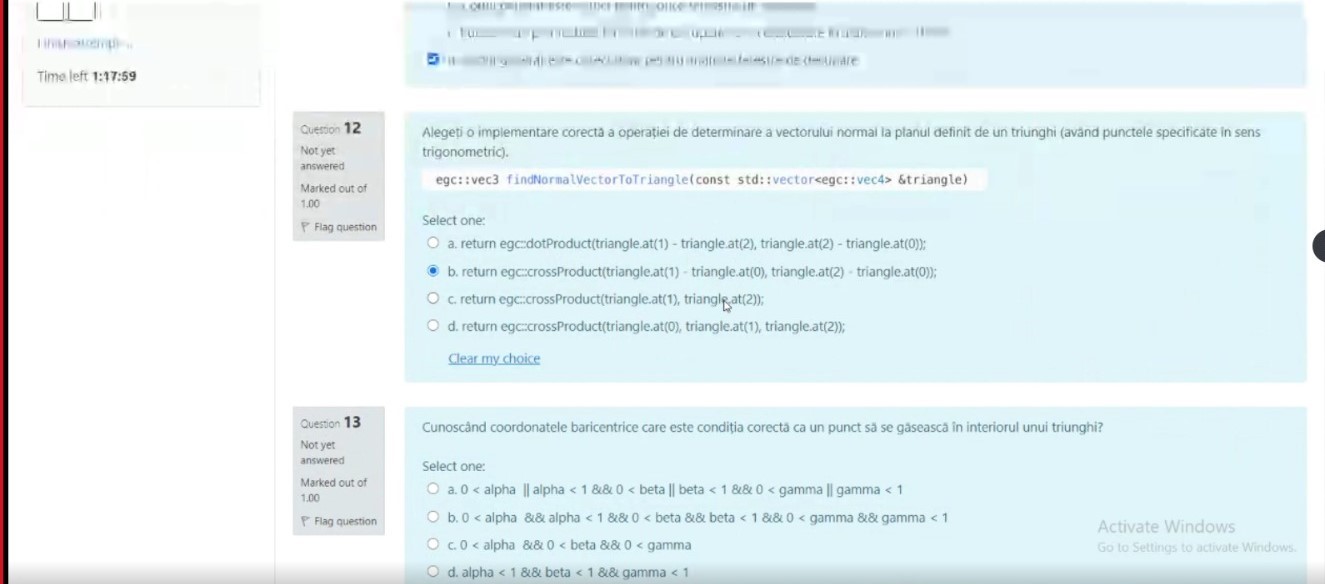 Time left 1:17:59
Question 12
Not yet
answered
Marked out of
1.00
Flag question
Alegeți o implementare corectă a operației de determinare a vectorului normal la planul definit de un triunghi (având punctele specificate în sens
trigonometric).
egc::vec3 findNormalVectorToTriangle(const std::vector<egc::vec4> &triangle)
Select one:
a. return egc::dotProduct(triangle.at(1) - triangle.at(2), triangle.at(2) - triangle.at(0));
b. return egc::crossProduct(triangle.at(1) - triangle.at(0), triangle.at(2) - triangle.at(0));
c. return egc::crossProduct(triangle.at(1), triangle.at(2));
d. return egc::crossProduct(triangle.at(0), triangle.at(1), triangle.at(2));
Clear my choice
Question 13
Not yet
answered
Marked out of
1.00
Flag question
Cunoscând coordonatele baricentrice care este condiția corectă ca un punct să se găsească în interiorul unui triunghi?
Select one:
a. 0 < alpha || alpha < 1 && 0 < beta || beta < 1 && 0 < gamma || gamma < 1
b. 0 < alpha && alpha < 1 && 0 < beta && beta < 1 && 0 < gamma && gamma < 1
c. 0 < alpha && 0 < beta && 0 < gamma
d. alpha < 1 && beta < 1 && gamma < 1
Activate Windows
Go to Settings to activate Windows.